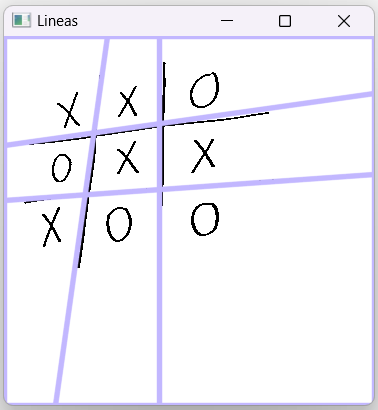 Lineas
X X O
O X X
X O O